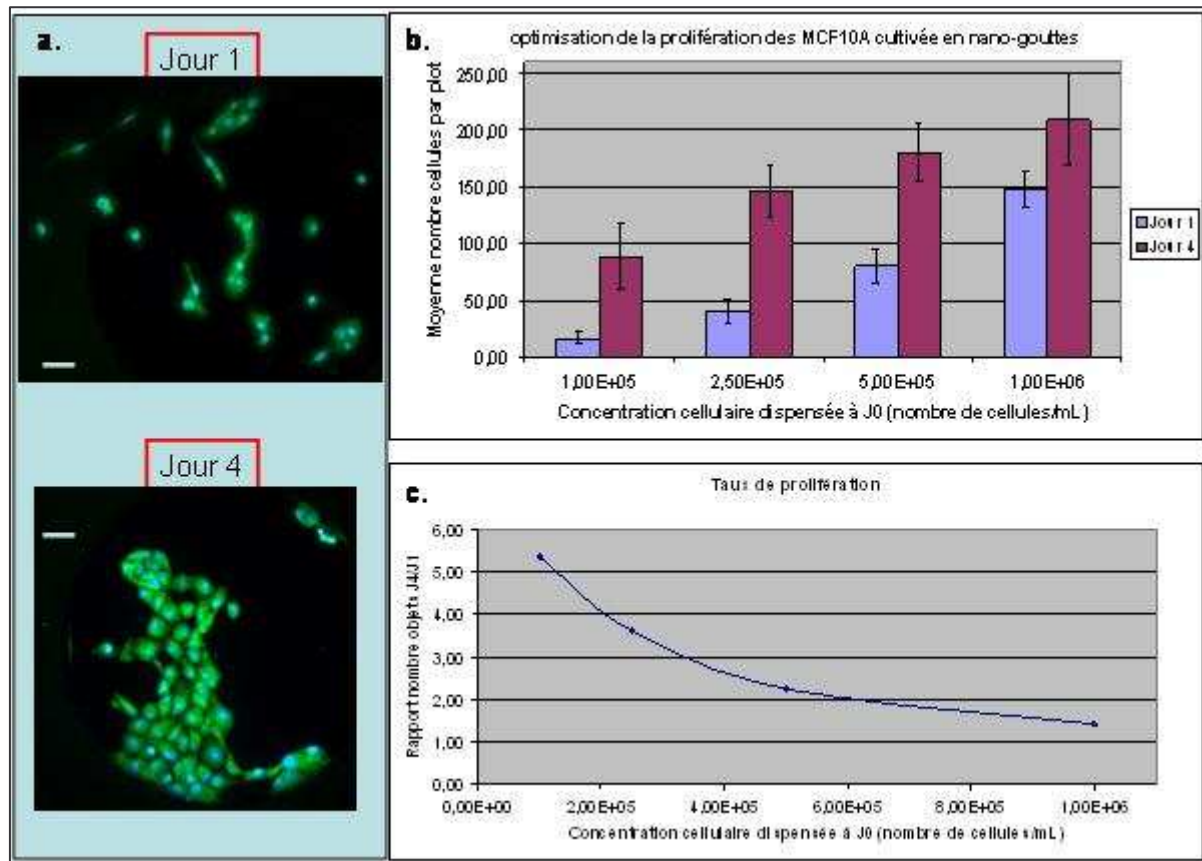 a.
Jour 1
Jour 4
b.
optimisation de la prolifération des MCF10A cultivée en nano-gouttes
Moyenne nombre cellules par plot
250,00
200,00
150,00
100,00
50,00
0,00
1,00E+05 2,50E+05 5,00E+05 1,00E+06
Concentration cellulaire dispensée à J0 (nombre de cellules/mL)
Jour 1
Jour 4
c.
Taux de prolifération
Rapport nombre objets J4/J1
6,00
5,00
4,00
3,00
2,00
1,00
0,00
0,00E+00 2,00E+05 4,00E+05 6,00E+05 8,00E+05 1,00E+06
Concentration cellulaire dispensée à J0 (nombre de cellules/mL)